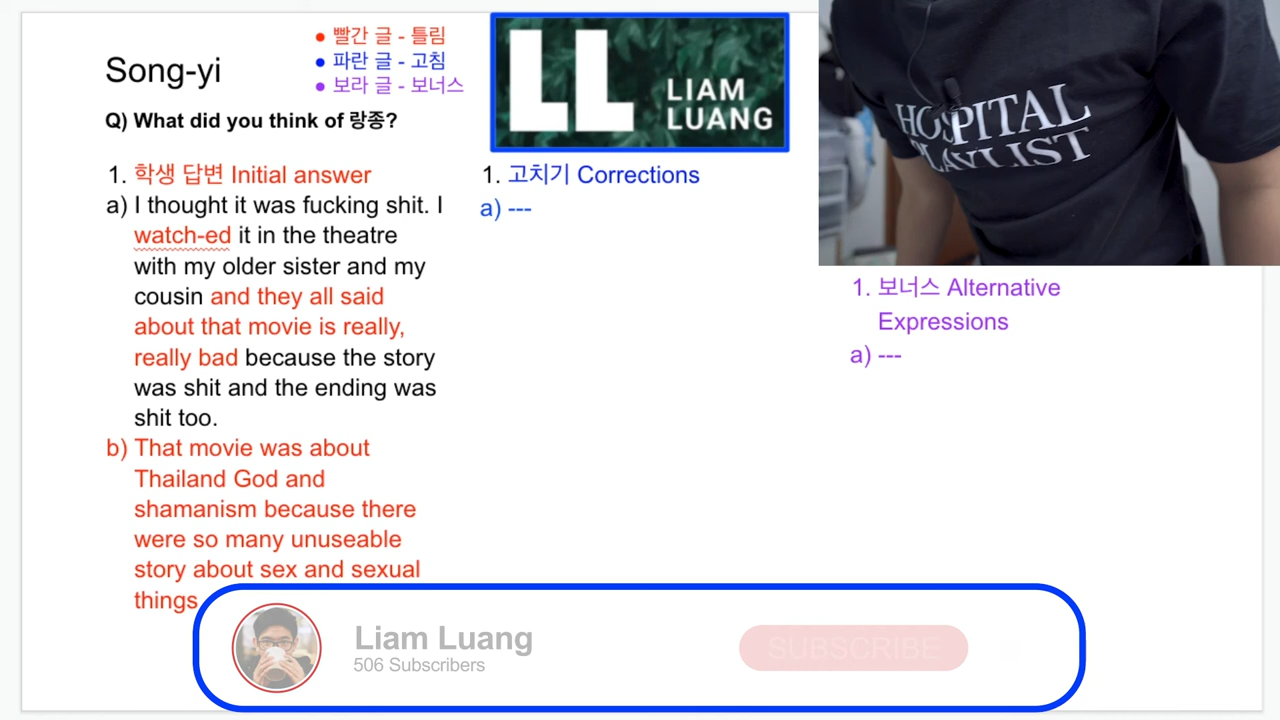 Song-yi
● 빨간 글 - 틀림
● 파란 글 - 고침
● 보라 글 - 보너스
Q) What did you think of 랑종?
1. 학생 답변 Initial answer
a) I thought it was fucking shit. I
watch-ed it in the theatre
with my older sister and my
cousin and they all said
about that movie is really,
really bad because the story
was shit and the ending was
shit too.
b) That movie was about
Thailand God and
shamanism because there
were so many unuseable
story about sex and sexual
things
LL
LIAM
LUANG
1. 고치기 Corrections
a) ---
HOSPITAL
PLAYLIST
1. 보너스 Alternative
Expressions
a) ---
Liam Luang
506 Subscribers
SUBSCRIBE